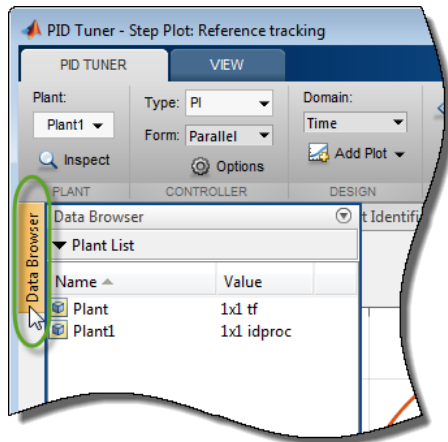 PID Tuner - Step Plot: Reference tracking
PID TUNER VIEW
Plant: Type: PI Domain:
Plant1 Form: Parallel Time
Inspect Options Add Plot
PLANT CONTROLLER DESIGN
Data Browser
Data Browser t Identifi
Plant List
Name Value
Plant 1x1 tf
Plant1 1x1 idproc